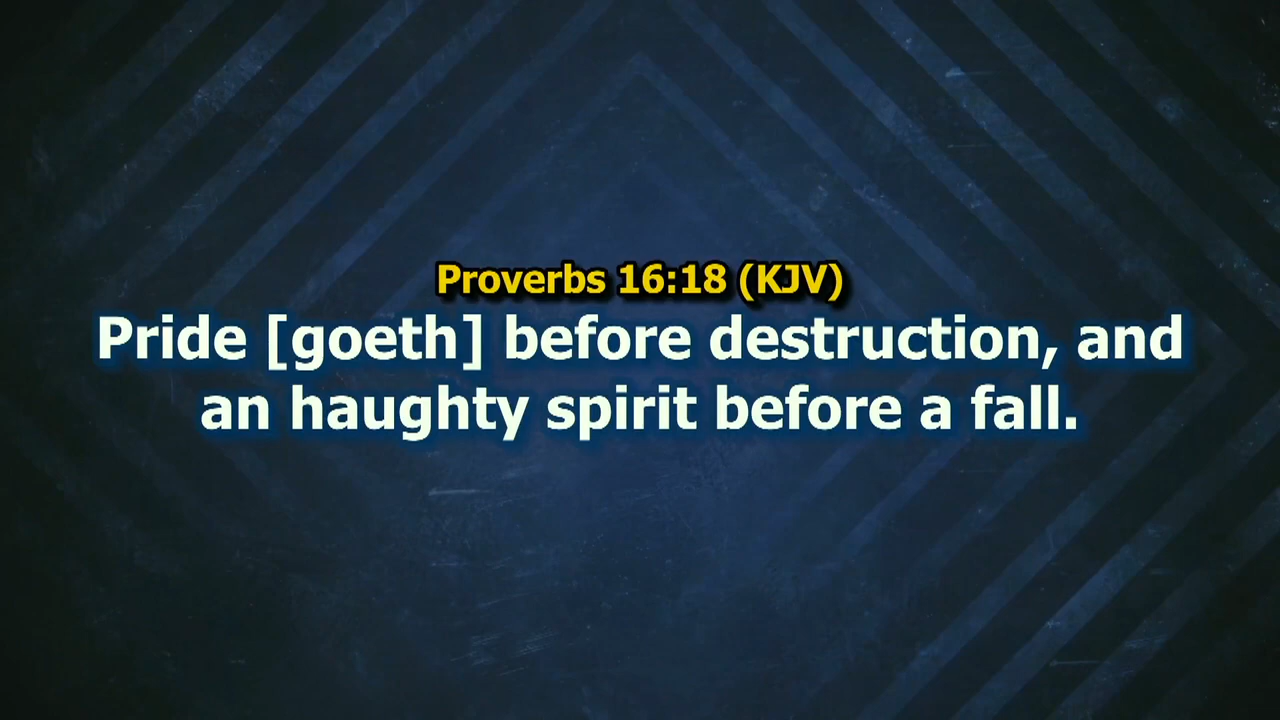 Proverbs 16:18 (KJV)
Pride [goeth] before destruction, and
an haughty spirit before a fall.